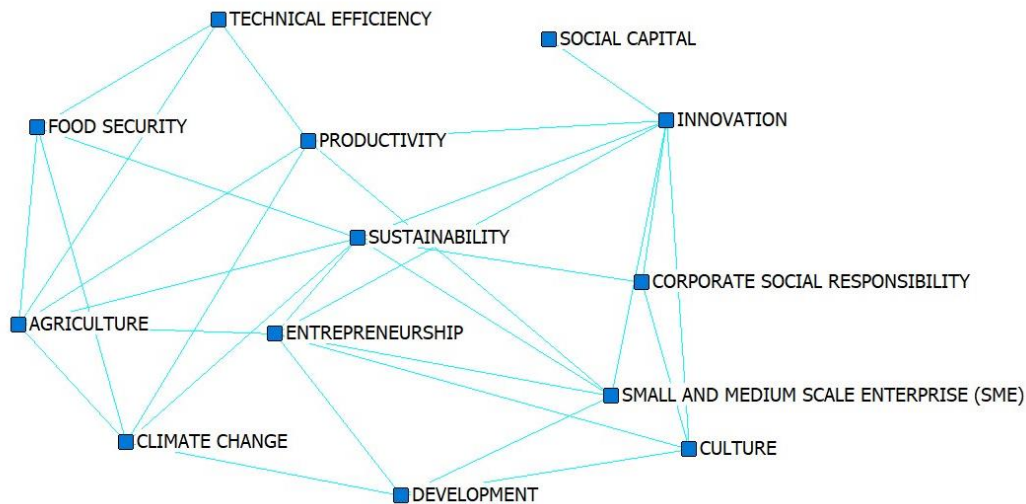 TECHNICAL EFFICIENCY
SOCIAL CAPITAL
FOOD SECURITY
PRODUCTIVITY
INNOVATION
SUSTAINABILITY
CORPORATE SOCIAL RESPONSIBILITY
AGRICULTURE
ENTREPRENEURSHIP
SMALL AND MEDIUM SCALE ENTERPRISE (SME)
CLIMATE CHANGE
CULTURE
DEVELOPMENT